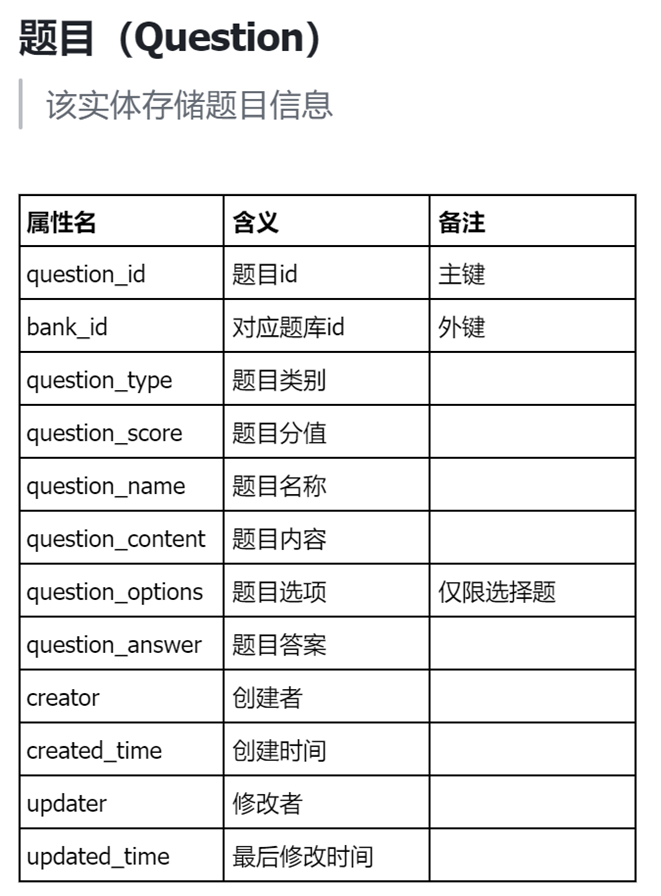 题目（Question）
该实体存储题目信息
属性名 含义 备注
question_id 题目id 主键
bank_id 对应题库id 外键
question_type 题目类别
question_score 题目分值
question_name 题目名称
question_content 题目内容
question_options 题目选项 仅限选择题
question_answer 题目答案
creator 创建者
created_time 创建时间
updater 修改者
updated_time 最后修改时间